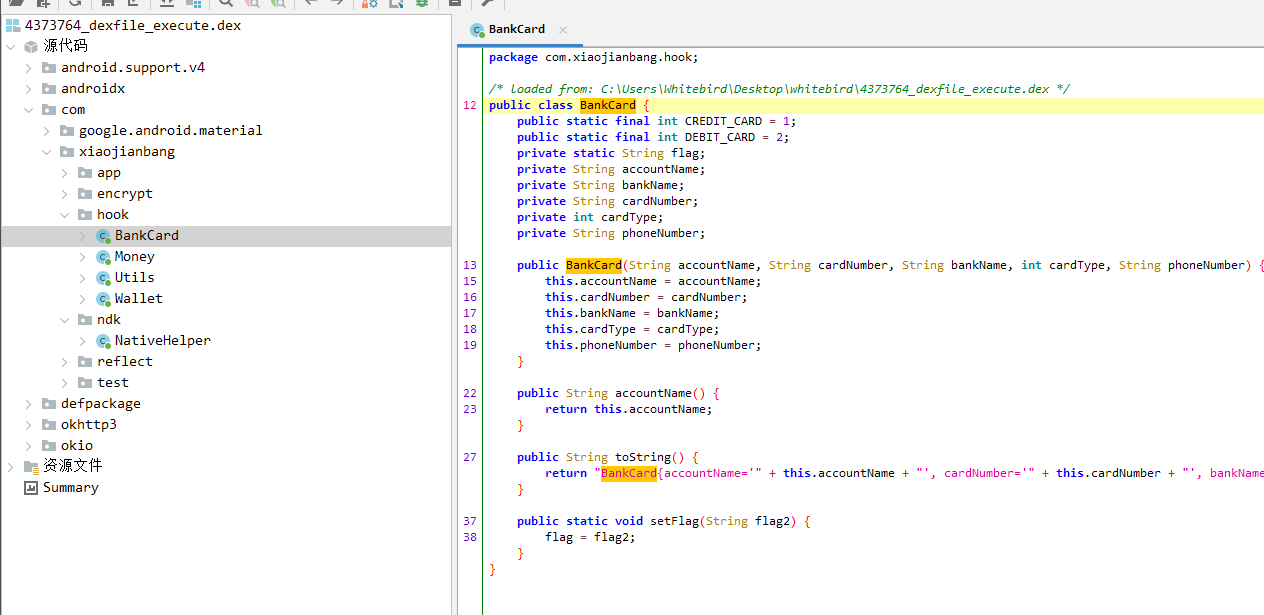 4373764_dexfile_execute.dex
源代码
android.support.v4
androidx
com
google.android.material
xiaojianbang
app
encrypt
hook
BankCard
Money
Utils
Wallet
ndk
NativeHelper
reflect
test
defpackage
okhttp3
okio
资源文件
Summary
BankCard
package com.xiaojianbang.hook;
/* loaded from: C:\Users\Whitebird\Desktop\whitebird\4373764_dexfile_execute.dex */
12 public class BankCard {
public static final int CREDIT_CARD = 1;
public static final int DEBIT_CARD = 2;
private static String flag;
private String accountName;
private String bankName;
private String cardNumber;
private int cardType;
private String phoneNumber;
13 public BankCard(String accountName, String cardNumber, String bankName, int cardType, String phoneNumber) {
15 this.accountName = accountName;
16 this.cardNumber = cardNumber;
17 this.bankName = bankName;
18 this.cardType = cardType;
19 this.phoneNumber = phoneNumber;
}
22 public String accountName() {
23 return this.accountName;
}
27 public String toString() {
return "BankCard{accountName='" + this.accountName + "', cardNumber='" + this.cardNumber + "', bankName
}
37 public static void setFlag(String flag2) {
38 flag = flag2;
}
}